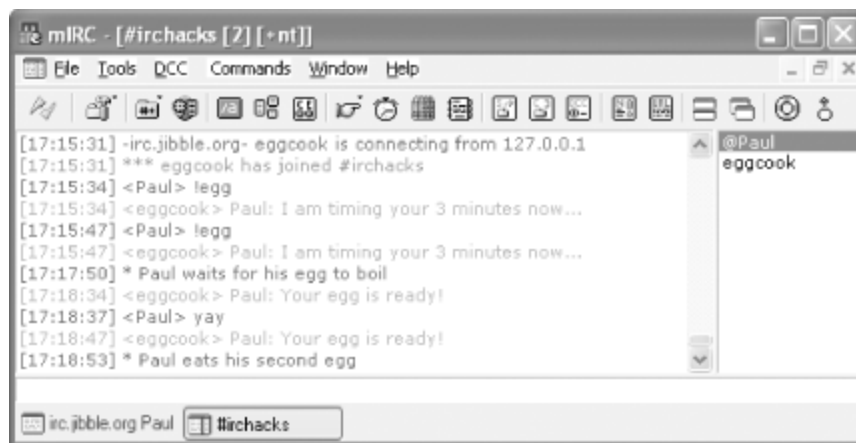 mIRC - [#irchacks [2] [+nt]]
File Tools DCC Commands Window Help
[17:15:31] -irc.jibble.org- eggcook is connecting from 127.0.0.1
[17:15:31] *** eggcook has joined #irchacks
[17:15:34] <Paul> !egg
[17:15:34] <eggcook> Paul: I am timing your 3 minutes now...
[17:15:47] <Paul> !egg
[17:15:47] <eggcook> Paul: I am timing your 3 minutes now...
[17:17:50] * Paul waits for his egg to boil
[17:18:34] <eggcook> Paul: Your egg is ready!
[17:18:37] <Paul> yay
[17:18:47] <eggcook> Paul: Your egg is ready!
[17:18:53] * Paul eats his second egg
@Paul
eggcook
irc.jibble.org Paul
#irchacks